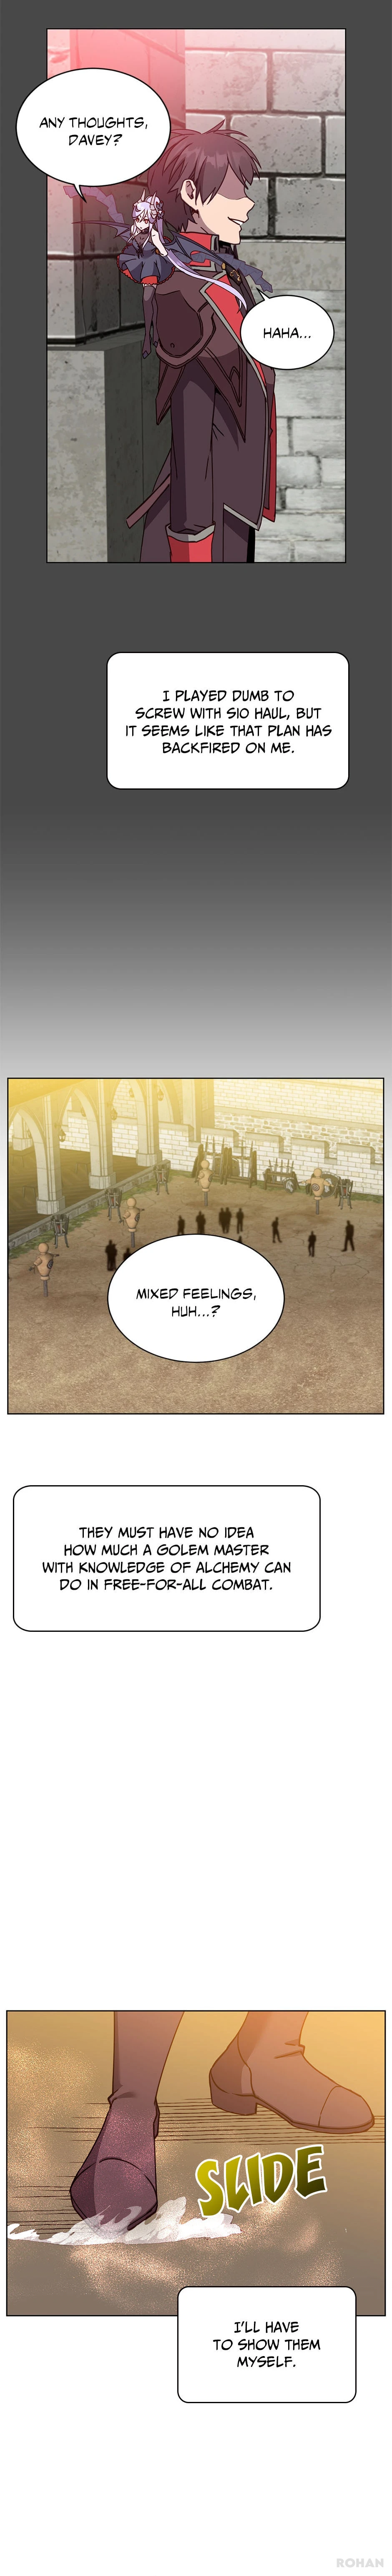 ANY THOUGHTS,
DAVEY?
HAHA...
I PLAYED DUMB TO
SCREW WITH SIO HAUL, BUT
IT SEEMS LIKE THAT PLAN HAS
BACKFIRED ON ME.
MIXED FEELINGS,
HUH...?
THEY MUST HAVE NO IDEA
HOW MUCH A GOLEM MASTER
WITH KNOWLEDGE OF ALCHEMY CAN
DO IN FREE-FOR-ALL COMBAT.
SLIDE
I'LL HAVE
TO SHOW THEM
MYSELF.
ROHAN